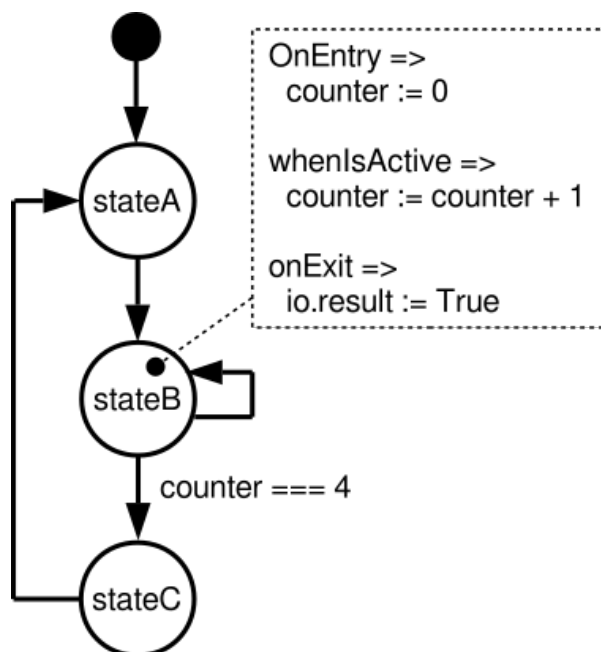 OnEntry =>
counter := 0
whenIsActive =>
counter := counter + 1
onExit =>
io.result := True
stateA
stateB
counter === 4
stateC